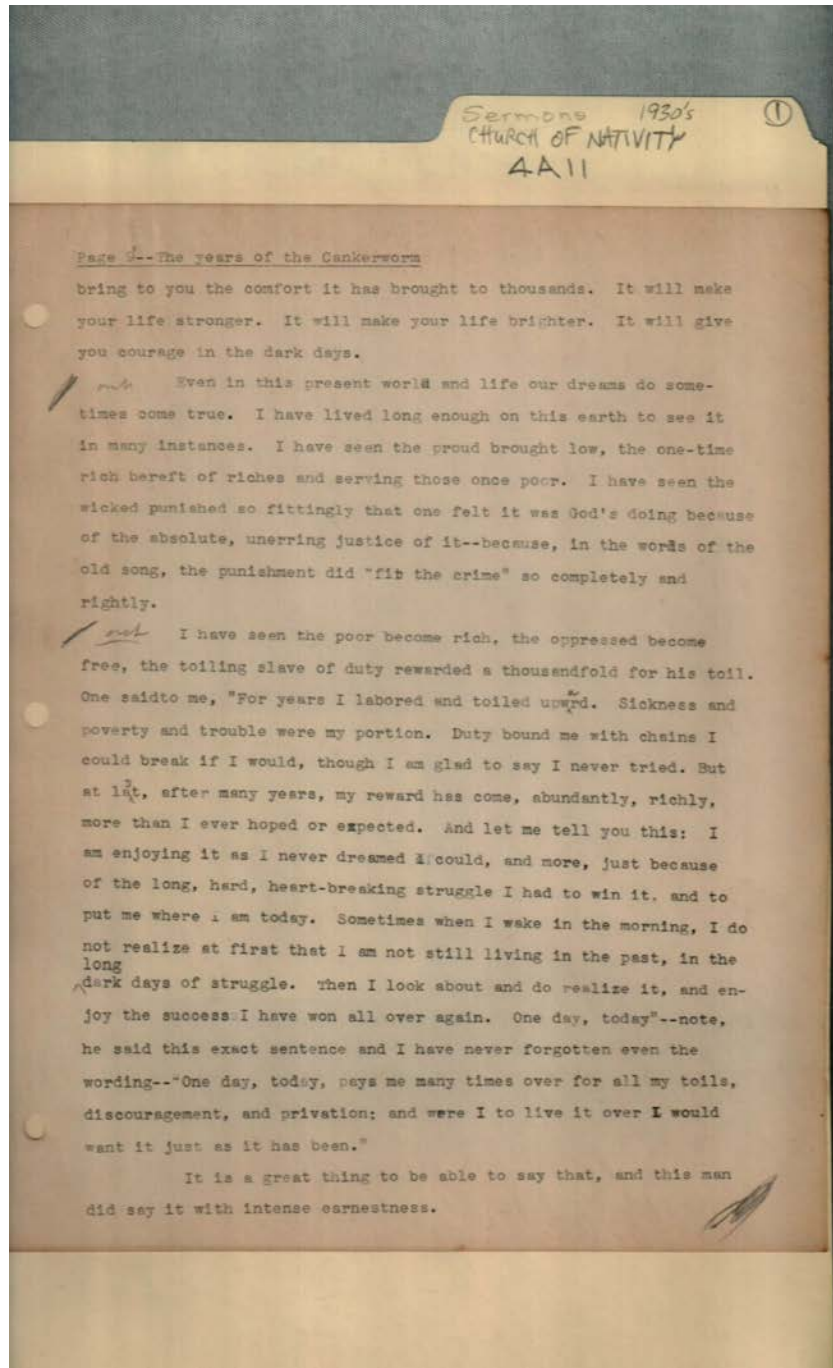 Sermons 1930's
①
CHURCH OF NATIVITY
4A11
Page 9--The years of the Cankerworm
bring to you the comfort it has brought to thousands. It will make
your life stronger. It will make your life brighter. It will give
you courage in the dark days.
Even in this present world and life our dreams do some-
times come true. I have lived long enough on this earth to see it
in many instances. I have seen the proud brought low, the one-time
rich bereft of riches and serving those once poor. I have seen the
wicked punished so fittingly that one felt it was God's doing because
of the absolute, unerring justice of it--because, in the words of the
old song, the punishment did "fit the crime" so completely and
rightly.
I have seen the poor become rich, the oppressed become
free, the toiling slave of duty rewarded a thousandfold for his toil.
One saidto me, "For years I labored and toiled upward. Sickness and
poverty and trouble were my portion. Duty bound me with chains I
could break if I would, though I am glad to say I never tried. But
at last, after many years, my reward has come, abundantly, richly,
more than I ever hoped or expected. And let me tell you this: I
am enjoying it as I never dreamed I could, and more, just because
of the long, hard, heart-breaking struggle I had to win it, and to
put me where I am today. Sometimes when I wake in the morning, I do
not realize at first that I am not still living in the past, in the
long
dark days of struggle. Then I look about and do realize it, and en-
joy the success I have won all over again. One day, today"--note,
he said this exact sentence and I have never forgotten even the
wording--"One day, today, pays me many times over for all my toils,
discouragement, and privation; and were I to live it over I would
want it just as it has been."
It is a great thing to be able to say that, and this man
did say it with intense earnestness.